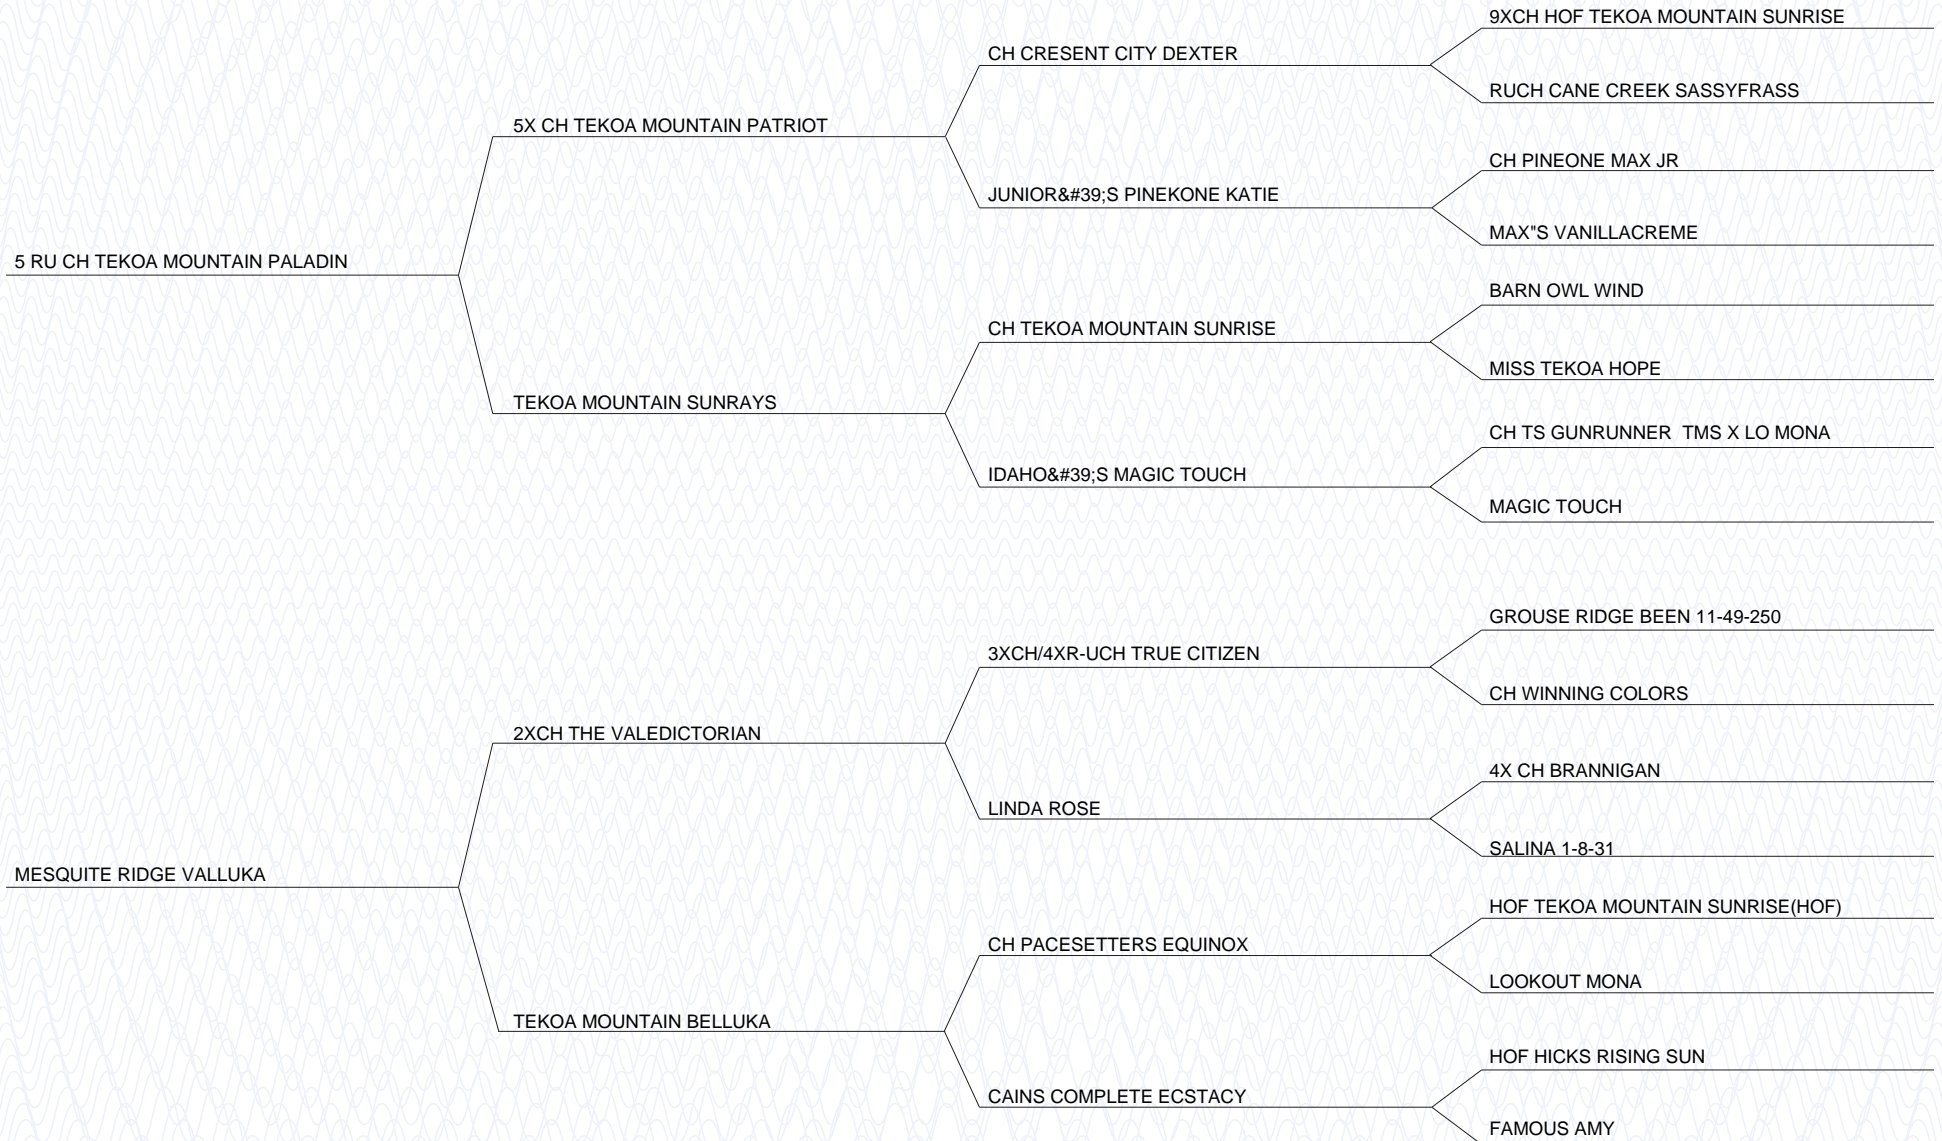 9XCH HOF TEKOA MOUNTAIN SUNRISE
CH CRESENT CITY DEXTER
RUCH CANE CREEK SASSYFRASS
5X CH TEKOA MOUNTAIN PATRIOT
CH PINEONE MAX JR
JUNIOR&#39;S PINEKONE KATIE
MAX"S VANILLACREME
5 RU CH TEKOA MOUNTAIN PALADIN
BARN OWL WIND
CH TEKOA MOUNTAIN SUNRISE
MISS TEKOA HOPE
TEKOA MOUNTAIN SUNRAYS
CH TS GUNRUNNER  TMS X LO MONA
IDAHO&#39;S MAGIC TOUCH
MAGIC TOUCH
GROUSE RIDGE BEEN 11-49-250
3XCH/4XR-UCH TRUE CITIZEN
CH WINNING COLORS
2XCH THE VALEDICTORIAN
4X CH BRANNIGAN
LINDA ROSE
SALINA 1-8-31
MESQUITE RIDGE VALLUKA
HOF TEKOA MOUNTAIN SUNRISE(HOF)
CH PACESETTERS EQUINOX
LOOKOUT MONA
TEKOA MOUNTAIN BELLUKA
HOF HICKS RISING SUN
CAINS COMPLETE ECSTACY
FAMOUS AMY